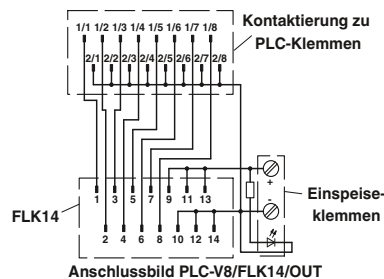 Kontaktierung zu
PLC-Klemmen
1/1 1/2 1/3 1/4 1/5 1/6 1/7 1/8
2/1 2/2 2/3 2/4 2/5 2/6 2/7 2/8
1 3 5 7 9 11 13
+
-
Einspeise-
klemmen
FLK14
2 4 6 8 10 12 14
Anschlussbild PLC-V8/FLK14/OUT